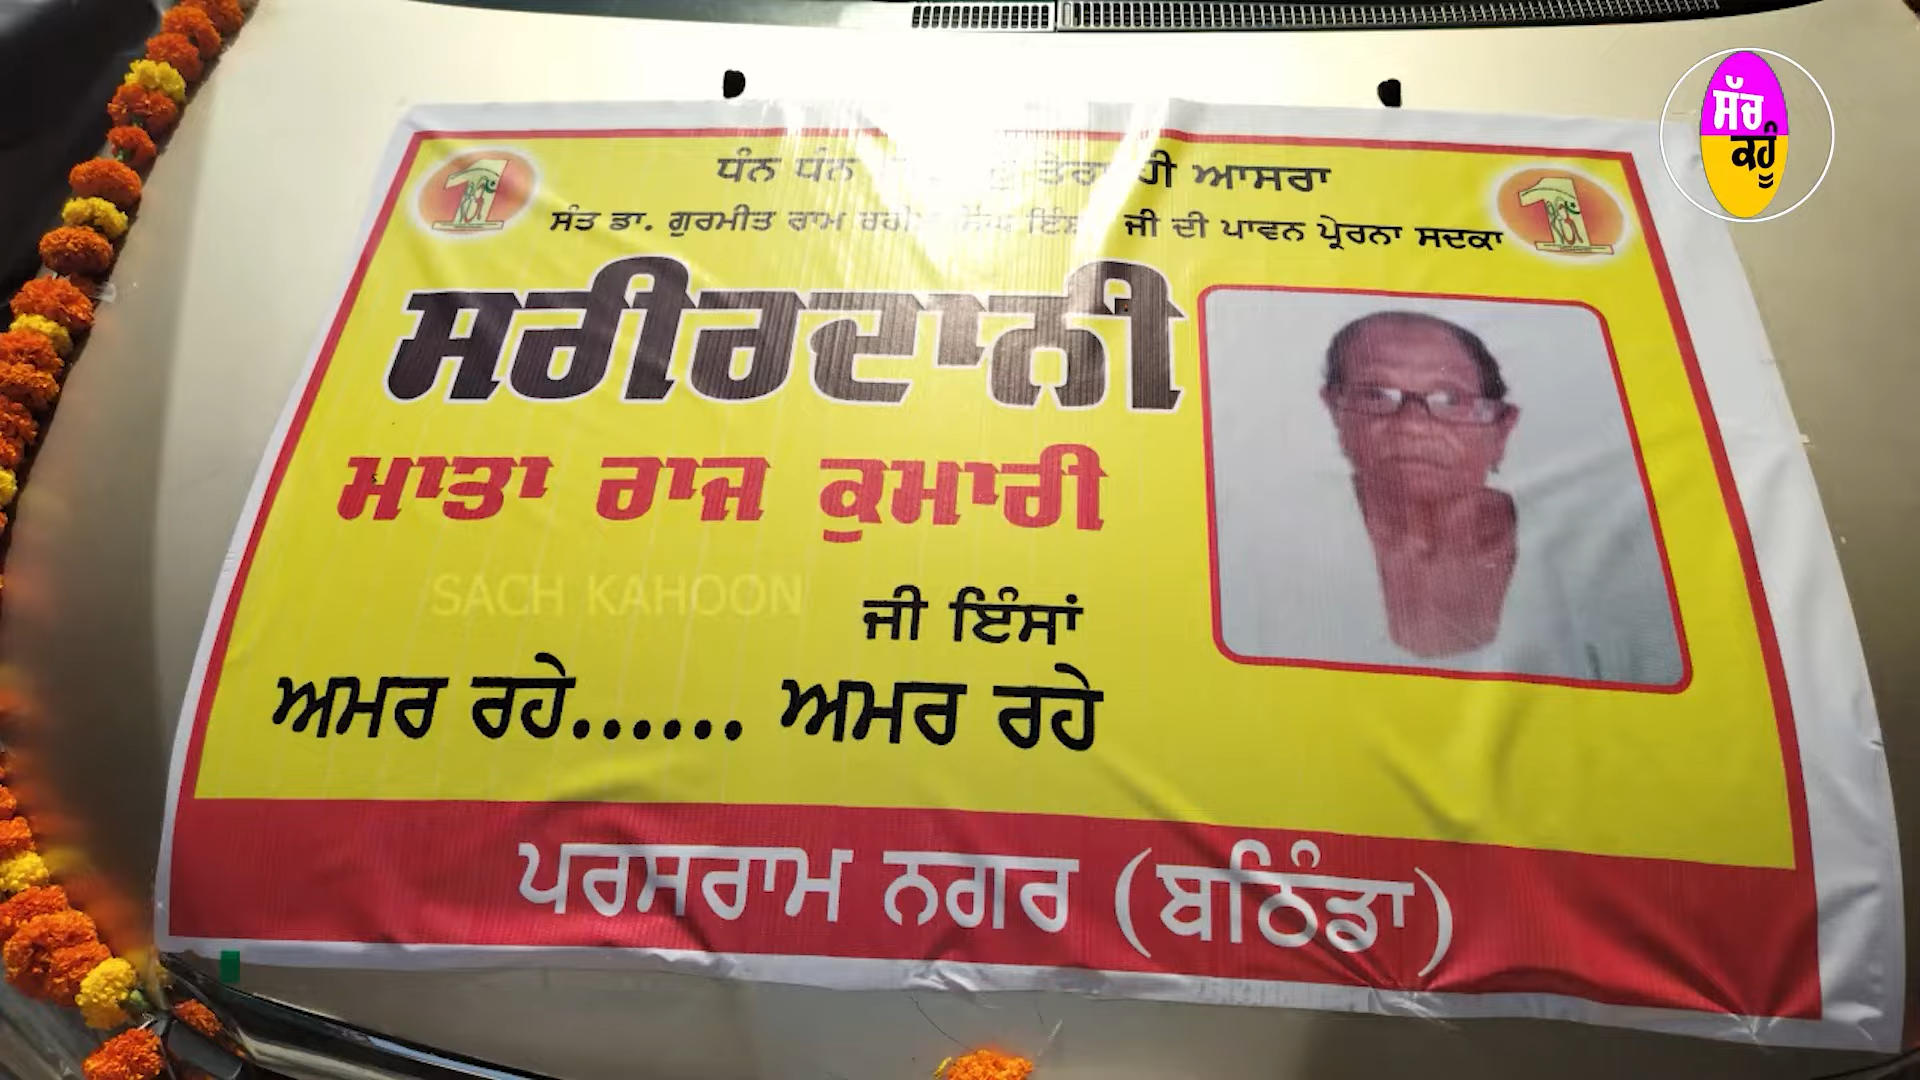 ਸੱਚ
ਕਹੂੰ
ਧੰਨ ਧੰਨ ਤੇਰਾ ਹੀ ਆਸਰਾ
ਸੰਤ ਡਾ. ਗੁਰਮੀਤ ਰਾਮ ਜੀ ਦੀ ਪਾਵਨ ਪ੍ਰੇਰਨਾ ਸਦਕਾ
ਸਰੀਰਦਾਨੀ
ਮਾਤਾ ਰਾਜ ਕੁਮਾਰੀ
SACH KAHOON
ਜੀ ਇੰਸਾਂ
ਅਮਰ ਰਹੇ...... ਅਮਰ ਰਹੇ
ਪਰਸਰਾਮ ਨਗਰ (ਬਠਿੰਡਾ)